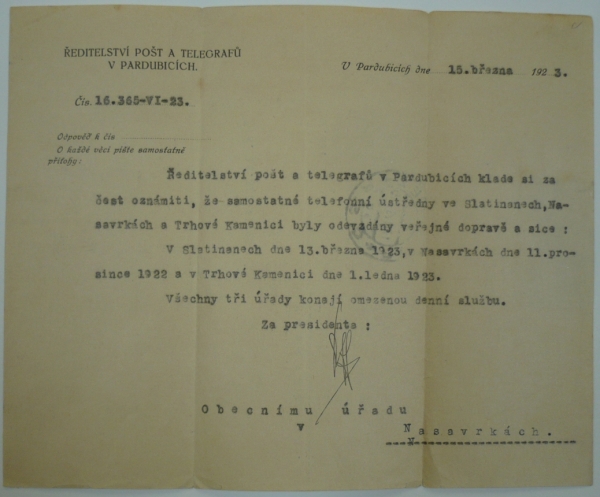 ŘEDITELSTVÍ POŠT A TELEGRAFŮ
V PARDUBICÍCH.
V Pardubicích dne 15.března 1923.
Čís. 16.365-VI-23.
Odpověď k čís
O každé věci pište samostatně
přílohy:
Ředitelství pošt a telegrafů v Pardubicích klade si za
čest oznámiti, že samostatné telefonní ústředny ve Slatinanech,Na-
savrkách a Trhové Kamenici byly odevzdány veřejné dopravě a sice :
V Slatinanech dne 13.března 1923,v Nasavrkách dne 11.pro-
since 1922 a v Trhové Kamenici dne 1.ledna 1923.
Všechny tři úřady konají omezenou denní službu.
Za presidenta :
Obecnímu úřadu
v
Nasavrkách.